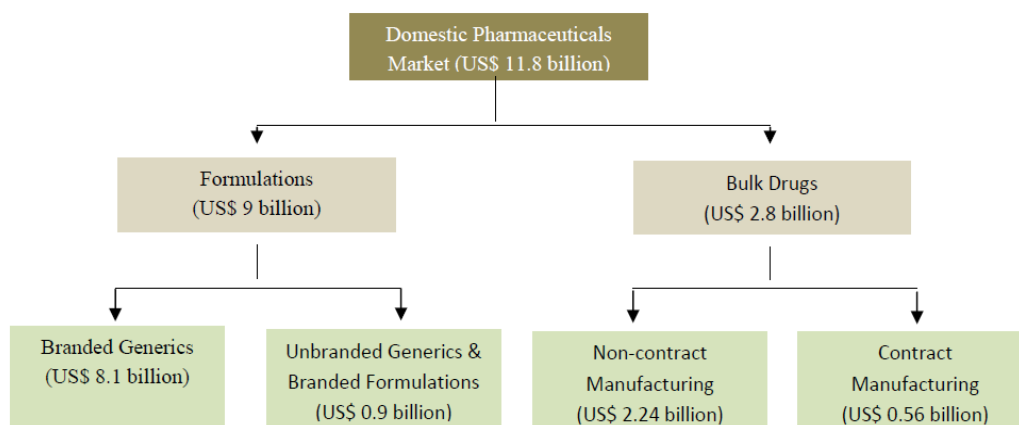 Domestic Pharmaceuticals
Market (US$ 11.8 billion)
Formulations
(US$ 9 billion)
Bulk Drugs
(US$ 2.8 billion)
Branded Generics
(US$ 8.1 billion)
Unbranded Generics &
Branded Formulations
(US$ 0.9 billion)
Non-contract
Manufacturing
(US$ 2.24 billion)
Contract
Manufacturing
(US$ 0.56 billion)